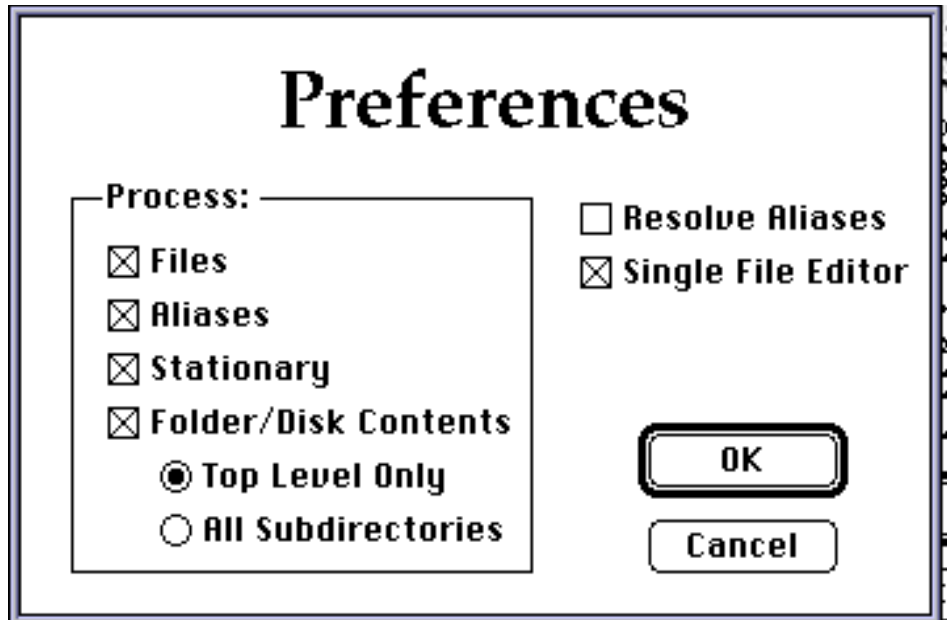 Preferences
Process:
Files
Aliases
Stationary
Folder/Disk Contents
Top Level Only
All Subdirectories
Resolve Aliases
Single File Editor
OK
Cancel